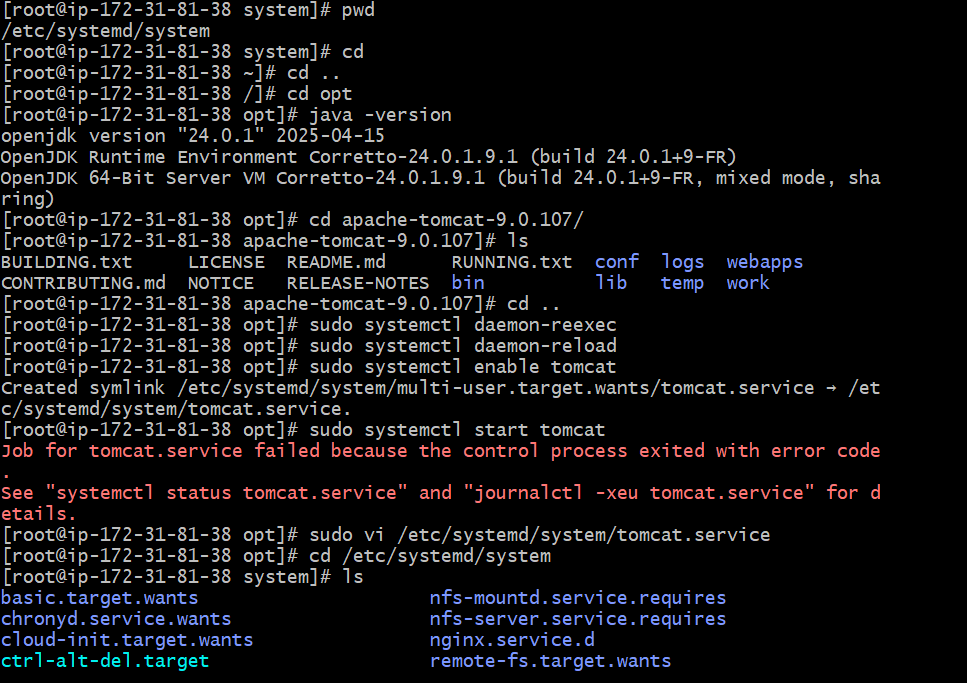 [root@ip-172-31-81-38 system]# pwd
/etc/systemd/system
[root@ip-172-31-81-38 system]# cd
[root@ip-172-31-81-38 ~]# cd ..
[root@ip-172-31-81-38 /]# cd opt
[root@ip-172-31-81-38 opt]# java -version
openjdk version "24.0.1" 2025-04-15
OpenJDK Runtime Environment Corretto-24.0.1.9.1 (build 24.0.1+9-FR)
OpenJDK 64-Bit Server VM Corretto-24.0.1.9.1 (build 24.0.1+9-FR, mixed mode, sha
ring)
[root@ip-172-31-81-38 opt]# cd apache-tomcat-9.0.107/
[root@ip-172-31-81-38 apache-tomcat-9.0.107]# ls
BUILDING.txt     LICENSE  README.md      RUNNING.txt  conf  logs  webapps
CONTRIBUTING.md  NOTICE   RELEASE-NOTES  bin          lib   temp  work
[root@ip-172-31-81-38 apache-tomcat-9.0.107]# cd ..
[root@ip-172-31-81-38 opt]# sudo systemctl daemon-reexec
[root@ip-172-31-81-38 opt]# sudo systemctl daemon-reload
[root@ip-172-31-81-38 opt]# sudo systemctl enable tomcat
Created symlink /etc/systemd/system/multi-user.target.wants/tomcat.service → /et
c/systemd/system/tomcat.service.
[root@ip-172-31-81-38 opt]# sudo systemctl start tomcat
Job for tomcat.service failed because the control process exited with error code
.
See "systemctl status tomcat.service" and "journalctl -xeu tomcat.service" for d
etails.
[root@ip-172-31-81-38 opt]# sudo vi /etc/systemd/system/tomcat.service
[root@ip-172-31-81-38 opt]# cd /etc/systemd/system
[root@ip-172-31-81-38 system]# ls
basic.target.wants                     nfs-mountd.service.requires
chronyd.service.wants                  nfs-server.service.requires
cloud-init.target.wants                nginx.service.d
ctrl-alt-del.target                    remote-fs.target.wants